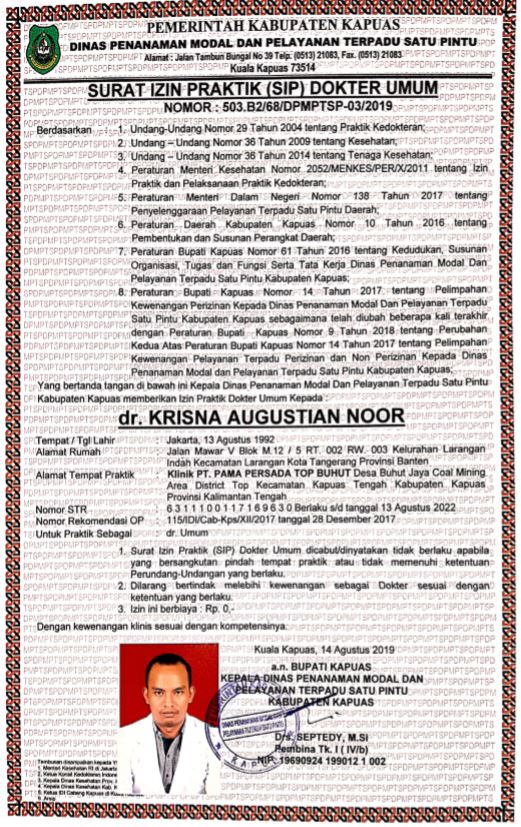 PEMERINTAH KABUPATEN KAPUAS
DINAS PENANAMAN MODAL DAN PELAYANAN TERPADU SATU PINTU
Alamat : Jalan Tambun Bungai No 39 Telp. (0513) 21083, Fax. (0513) 21083
Kuala Kapuas 73514
SURAT IZIN PRAKTIK (SIP) DOKTER UMUM
NOMOR : 503.B2/68/DPMPTSP-03/2019
Berdasarkan : 1. Undang-Undang Nomor 29 Tahun 2004 tentang Praktik Kedokteran;
2. Undang – Undang Nomor 36 Tahun 2009 tentang Kesehatan;
3. Undang – Undang Nomor 36 Tahun 2014 tentang Tenaga Kesehatan;
4. Peraturan Menteri Kesehatan Nomor 2052/MENKES/PER/X/2011 tentang Izin
Praktik dan Pelaksanaan Praktik Kedokteran;
5. Peraturan Menteri Dalam Negeri Nomor 138 Tahun 2017 tentang
Penyelenggaraan Pelayanan Terpadu Satu Pintu Daerah;
6. Peraturan Daerah Kabupaten Kapuas Nomor 10 Tahun 2016 tentang
Pembentukan dan Susunan Perangkat Daerah;
7. Peraturan Bupati Kapuas Nomor 61 Tahun 2016 tentang Kedudukan, Susunan
Organisasi, Tugas dan Fungsi Serta Tata Kerja Dinas Penanaman Modal Dan
Pelayanan Terpadu Satu Pintu Kabupaten Kapuas;
8. Peraturan Bupati Kapuas Nomor 14 Tahun 2017 tentang Pelimpahan
Kewenangan Perizinan Kepada Dinas Penanaman Modal Dan Pelayanan Terpadu
Satu Pintu Kabupaten Kapuas sebagaimana telah diubah beberapa kali terakhir
dengan Peraturan Bupati Kapuas Nomor 9 Tahun 2018 tentang Perubahan
Kedua Atas Peraturan Bupati Kapuas Nomor 14 Tahun 2017 tentang Pelimpahan
Kewenangan Pelayanan Terpadu Perizinan dan Non Perizinan Kepada Dinas
Penanaman Modal dan Pelayanan Terpadu Satu Pintu Kabupaten Kapuas;
Yang bertanda tangan di bawah ini Kepala Dinas Penanaman Modal Dan Pelayanan Terpadu Satu Pintu
Kabupaten Kapuas memberikan Izin Praktik Dokter Umum Kepada :
dr. KRISNA AUGUSTIAN NOOR
Tempat / Tgl Lahir : Jakarta, 13 Agustus 1992
Alamat Rumah : Jalan Mawar V Blok M.12 / 5 RT. 002 RW. 003 Kelurahan Larangan
Indah Kecamatan Larangan Kota Tangerang Provinsi Banten
Alamat Tempat Praktik : Klinik PT. PAMA PERSADA TOP BUHUT Desa Buhut Jaya Coal Mining
Area District Top Kecamatan Kapuas Tengah Kabupaten Kapuas
Provinsi Kalimantan Tengah
Nomor STR : 6 3 1 1 1 0 0 1 1 7 1 6 9 6 3 0 Berlaku s/d tanggal 13 Agustus 2022
Nomor Rekomendasi OP : 115/IDI/Cab-Kps/XII/2017 tanggal 28 Desember 2017
Untuk Praktik Sebagai : dr. Umum
1. Surat Izin Praktik (SIP) Dokter Umum dicabut/dinyatakan tidak berlaku apabila
yang bersangkutan pindah tempat praktik atau tidak memenuhi ketentuan
Perundang-Undangan yang berlaku.
2. Dilarang bertindak melebihi kewenangan sebagai Dokter sesuai dengan
ketentuan yang berlaku.
3. Izin ini berbiaya : Rp. 0,-
Dengan kewenangan klinis sesuai dengan kompetensinya.
Kuala Kapuas, 14 Agustus 2019
a.n. BUPATI KAPUAS
KEPALA DINAS PENANAMAN MODAL DAN
PELAYANAN TERPADU SATU PINTU
KABUPATEN KAPUAS
Drs. SEPTEDY, M.SI
Pembina Tk. I ( IV/b)
NIP. 19690924 199012 1 002
Tembusan disampaikan kepada
1. Menteri Kesehatan RI di Jakarta
2. Ketua Konsil Kedokteran
3. Kepala Dinas Kesehatan
4. Kepala Dinas Kesehatan Kab.
5. Ketua IDI Cabang Kapuas di
6. Arsip